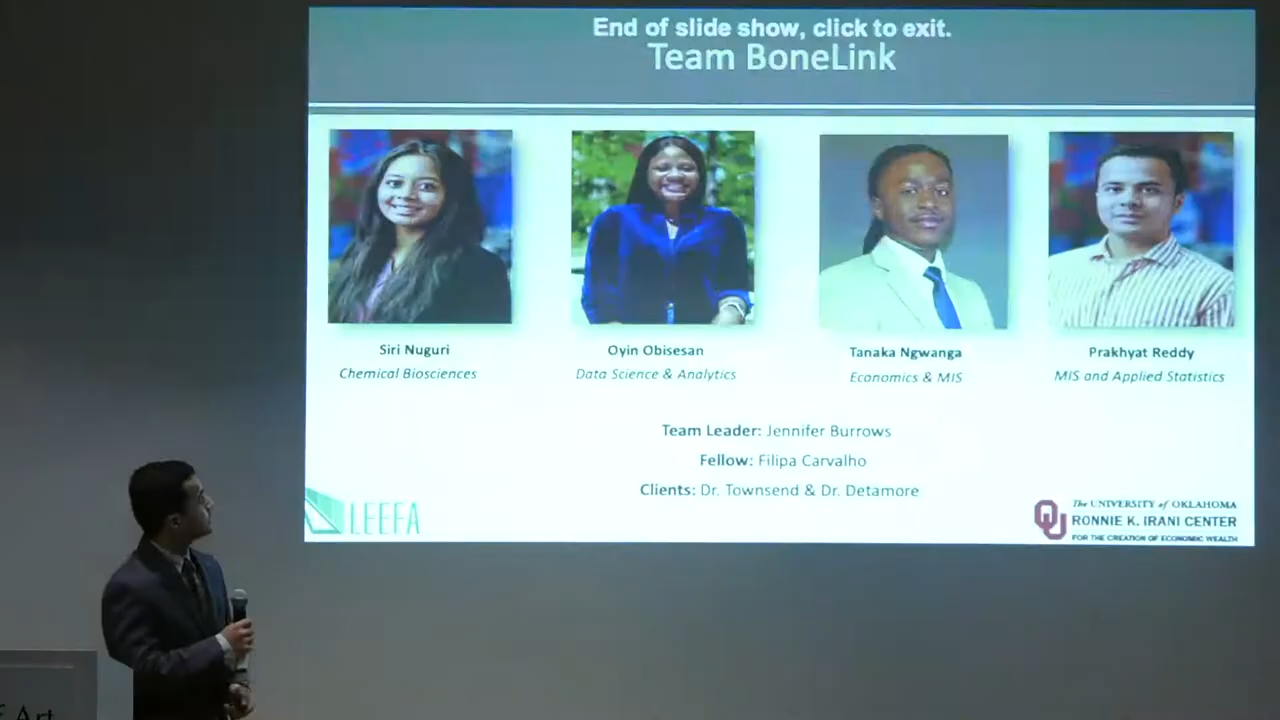 End of slide show, click to exit.
Team BoneLink
Siri Nuguri
Oyin Obisesan
Tanaka Ngwanga
Prakhyat Reddy
Chemical Biosciences
Data Science & Analytics
Economics & MIS
MIS and Applied Statistics
Team Leader: Jennifer Burrows
Fellow: Filipa Carvalho
Clients: Dr. Townsend & Dr. Detamore
LEEFA
OU
The UNIVERSITY of OKLAHOMA
RONNIE K. IRANI CENTER
FOR THE CREATION OF ECONOMIC WEALTH
Art